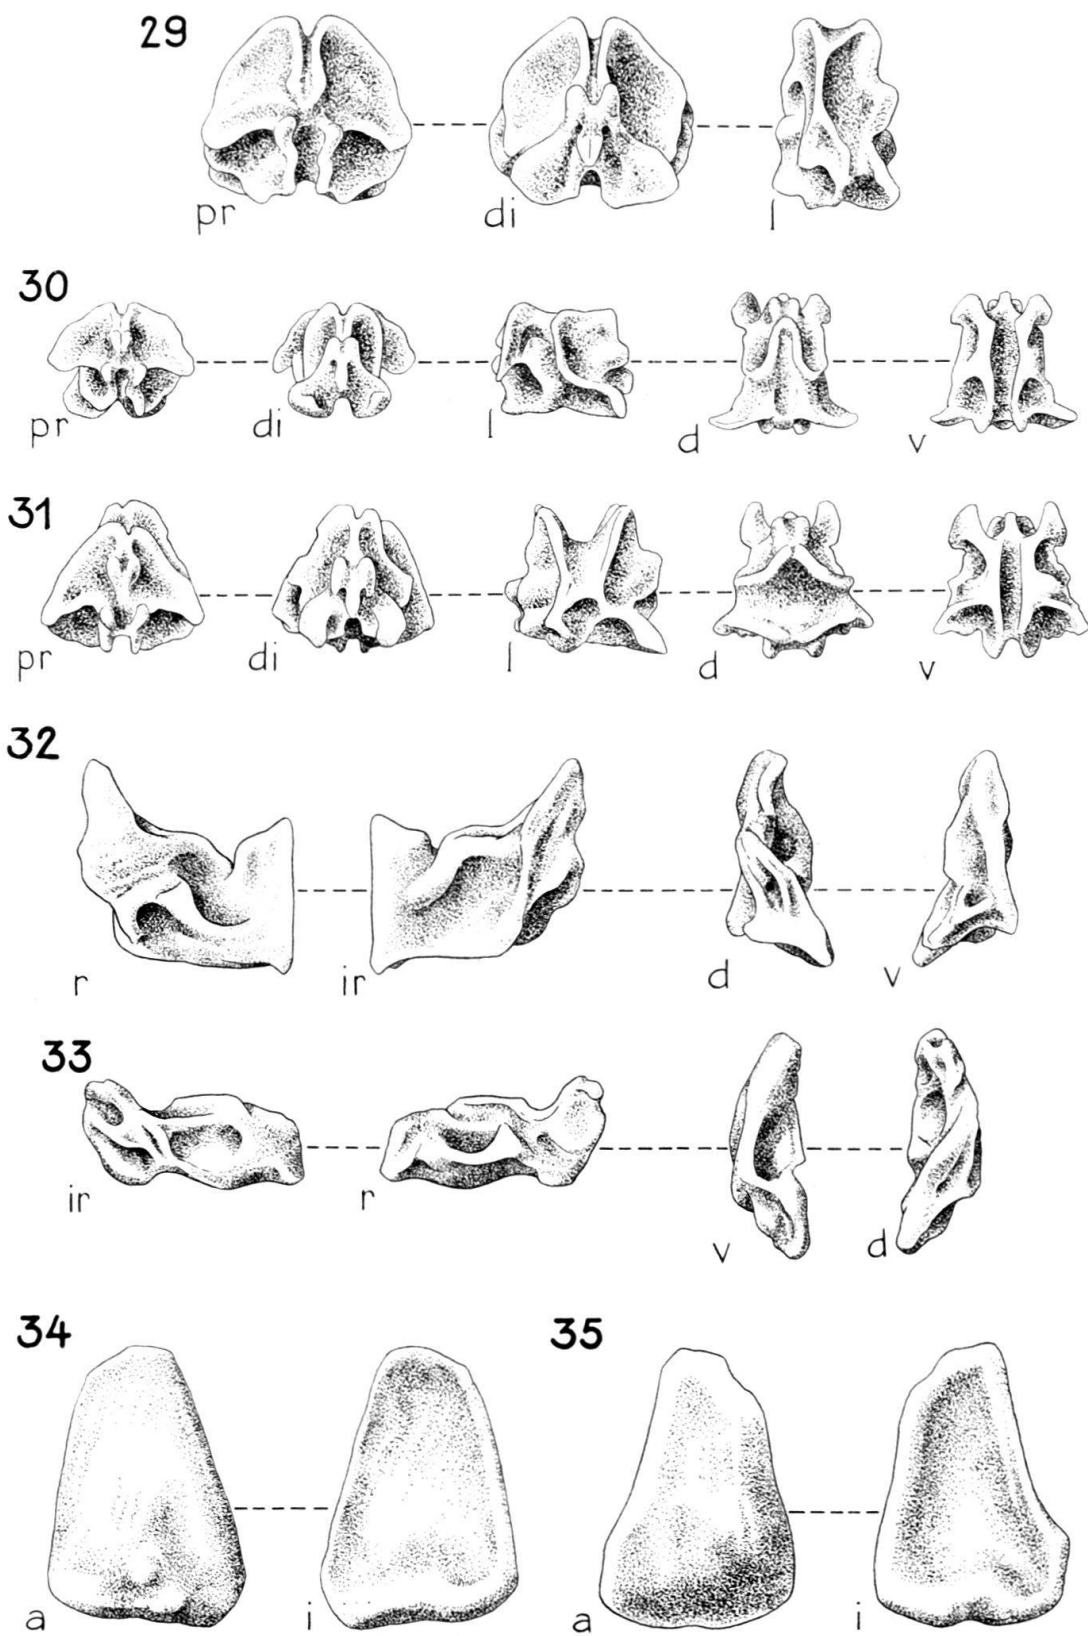 29
pr di l
30
pr di l d v
31
pr di l d v
32
r ir d v
33
ir r v d
34 35
a i a i